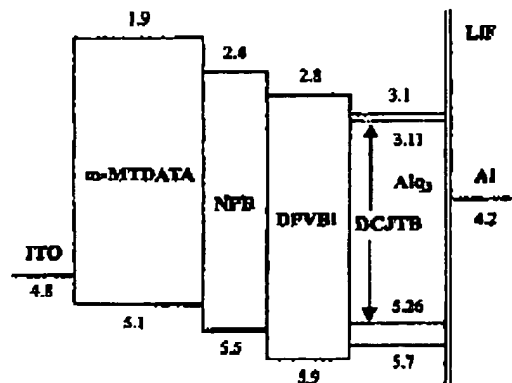 1.9
LiF
2.4
2.8
3.1
3.11
m-MTDATA
NPB
DPVBi
DCJTB
Alq3
Al
4.2
ITO
4.8
5.1
5.5
5.9
5.26
5.7